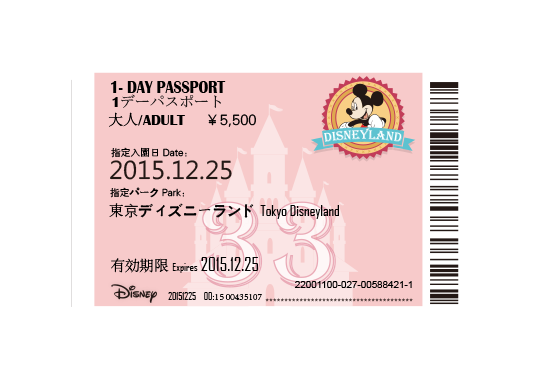 1- DAY PASSPORT
1デーパスポート
大人/ADULT ￥5,500
DISNEYLAND
指定入園日 Date:
2015.12.25
指定パーク Park:
東京ディズニーランド Tokyo Disneyland
33
有効期限 Expires 2015.12.25
22001100-027-00588421-1
Disney 20151225 00:15 00435107